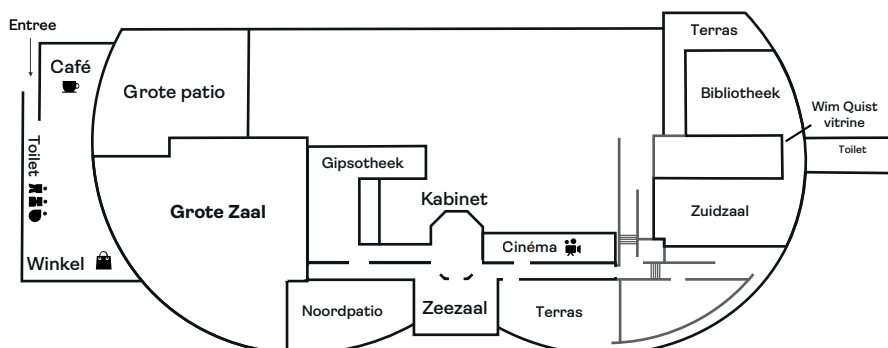 Entree
Café
Toilet
Winkel
Grote patio
Grote Zaal
Gipsotheek
Kabinet
Cinéma
Noordpatio
Zeezaal
Terras
Terras
Bibliotheek
Wim Quist
vitrine
Toilet
Zuidzaal